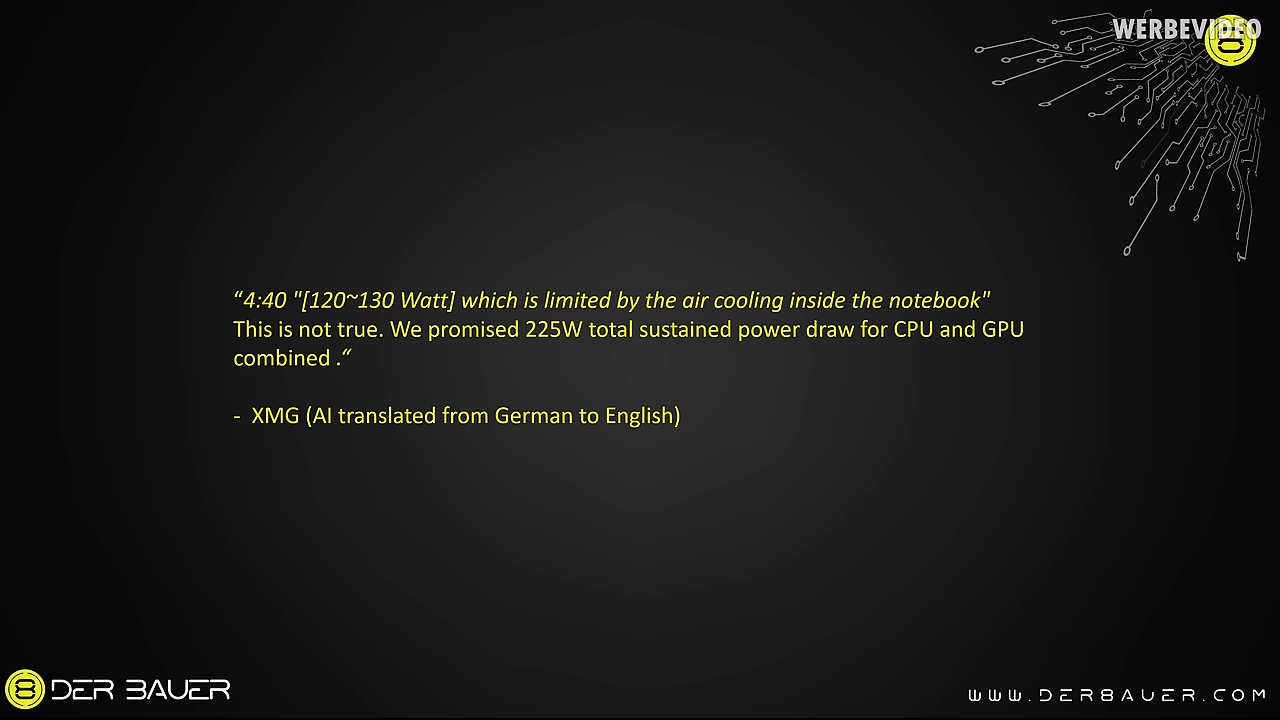 WERBEVIDEO
“4:40 "[120~130 Watt] which is limited by the air cooling inside the notebook"
This is not true. We promised 225W total sustained power draw for CPU and GPU
combined .“
- XMG (AI translated from German to English)
8 DER BAUER
WWW.DER8AUER.COM